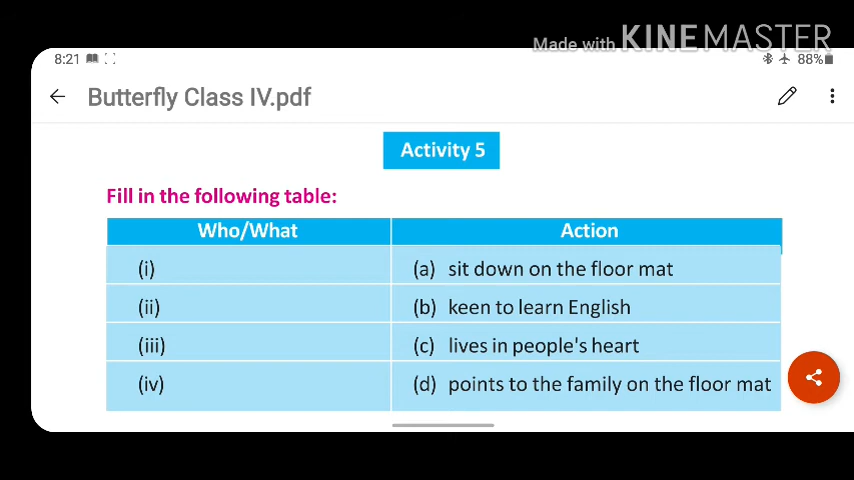 Made with KINEMASTER
8:21 88%
Butterfly Class IV.pdf
Activity 5
Fill in the following table:
Who/What Action
(i) (a) sit down on the floor mat
(ii) (b) keen to learn English
(iii) (c) lives in people's heart
(iv) (d) points to the family on the floor mat